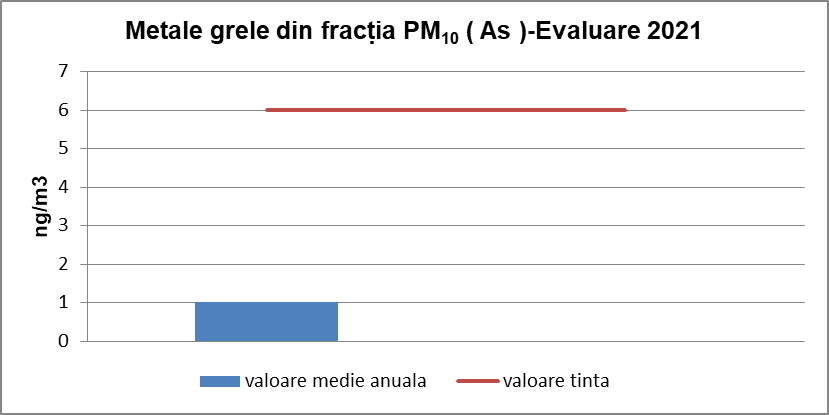 Metale grele din fracția PM10 ( As )-Evaluare 2021
7
6
5
4
3
2
1
0
ng/m3
valoare medie anuala
valoare tinta